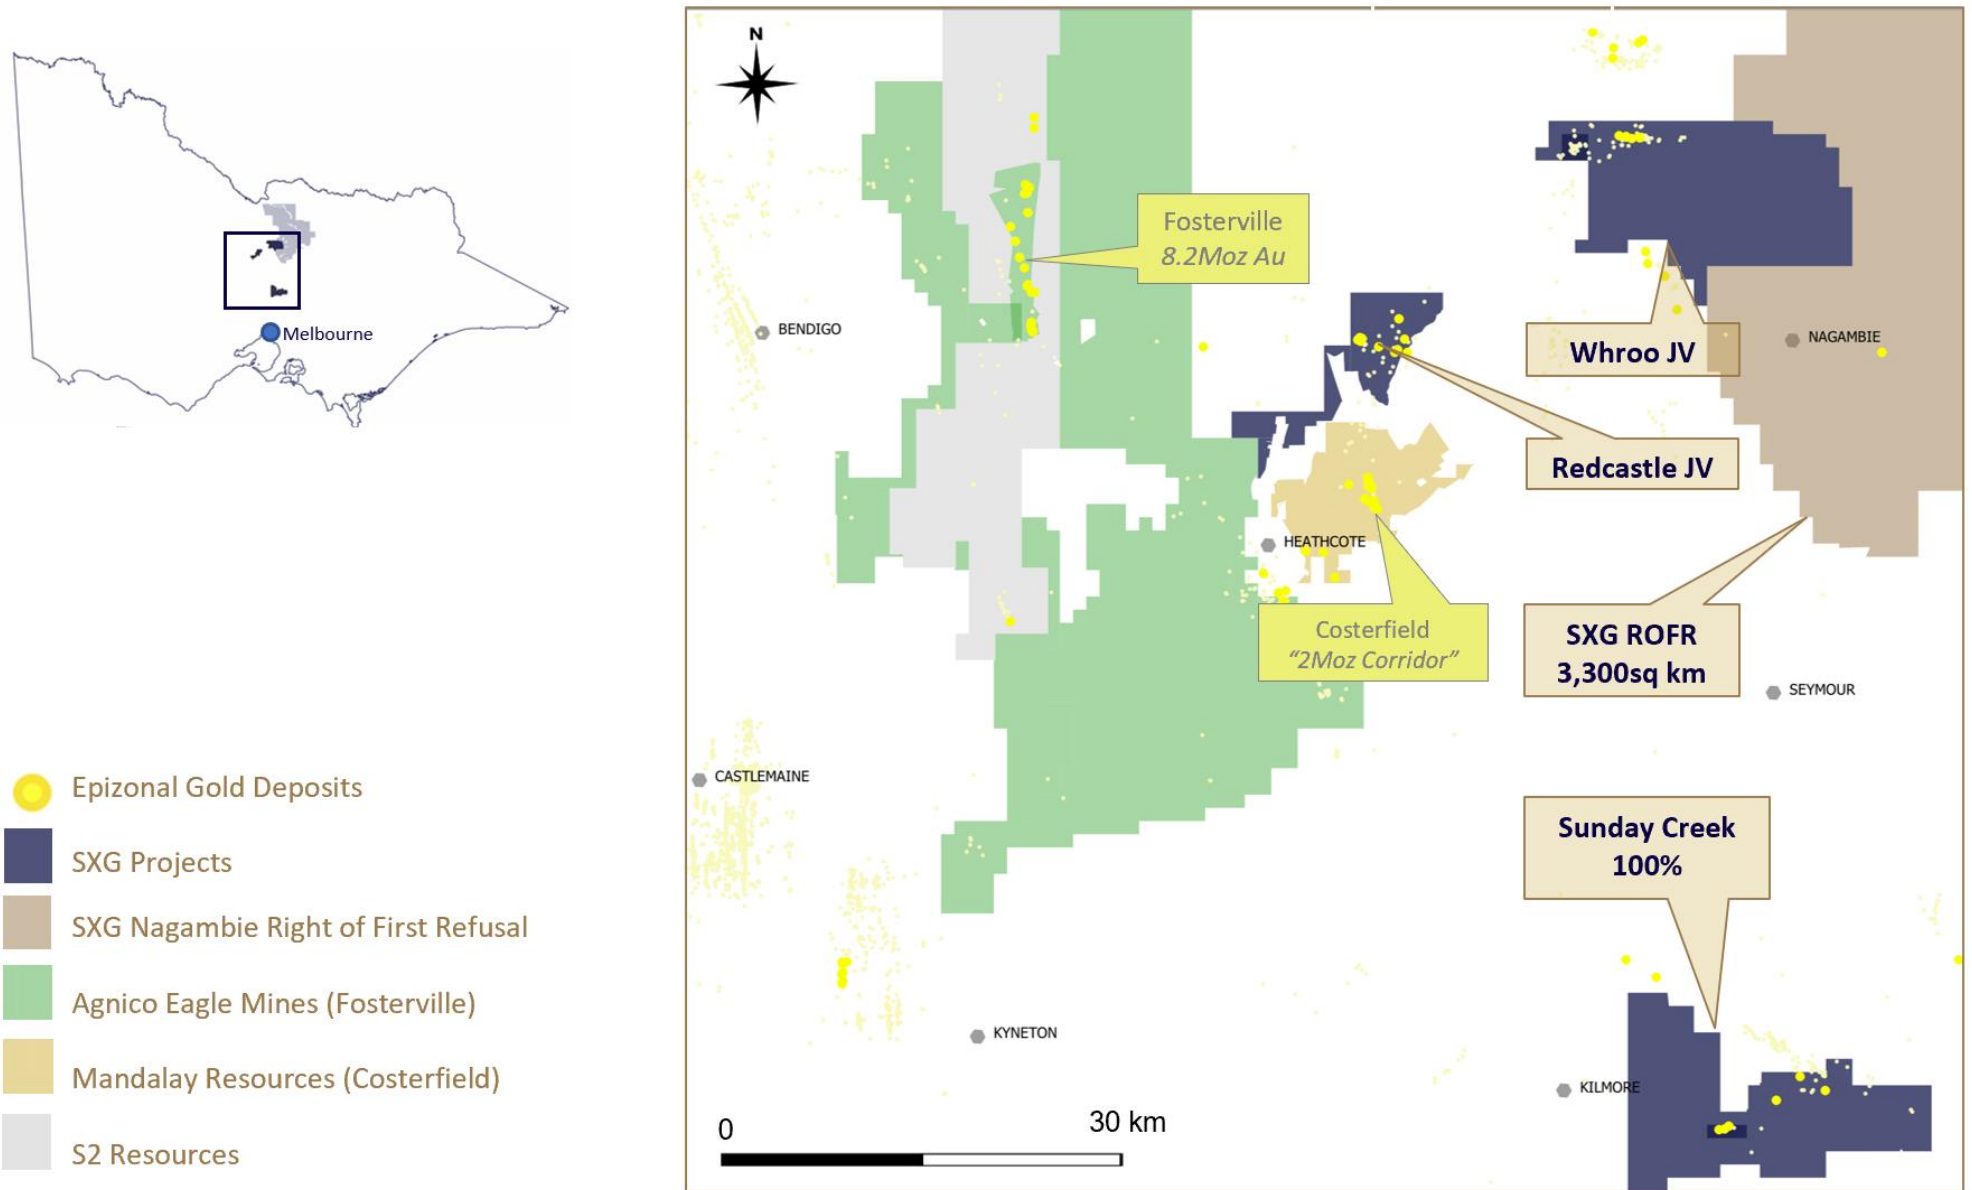 Melbourne
Epizonal Gold Deposits
SXG Projects
SXG Nagambie Right of First Refusal
Agnico Eagle Mines (Fosterville)
Mandalay Resources (Costerfield)
S2 Resources
N
Fosterville
8.2Moz Au
BENDIGO
NAGAMBIE
Whroo JV
Redcastle JV
HEATHCOTE
Costerfield
“2Moz Corridor”
SXG ROFR
3,300sq km
SEYMOUR
CASTLEMAINE
Sunday Creek
100%
KYNETON
KILMORE
0
30 km